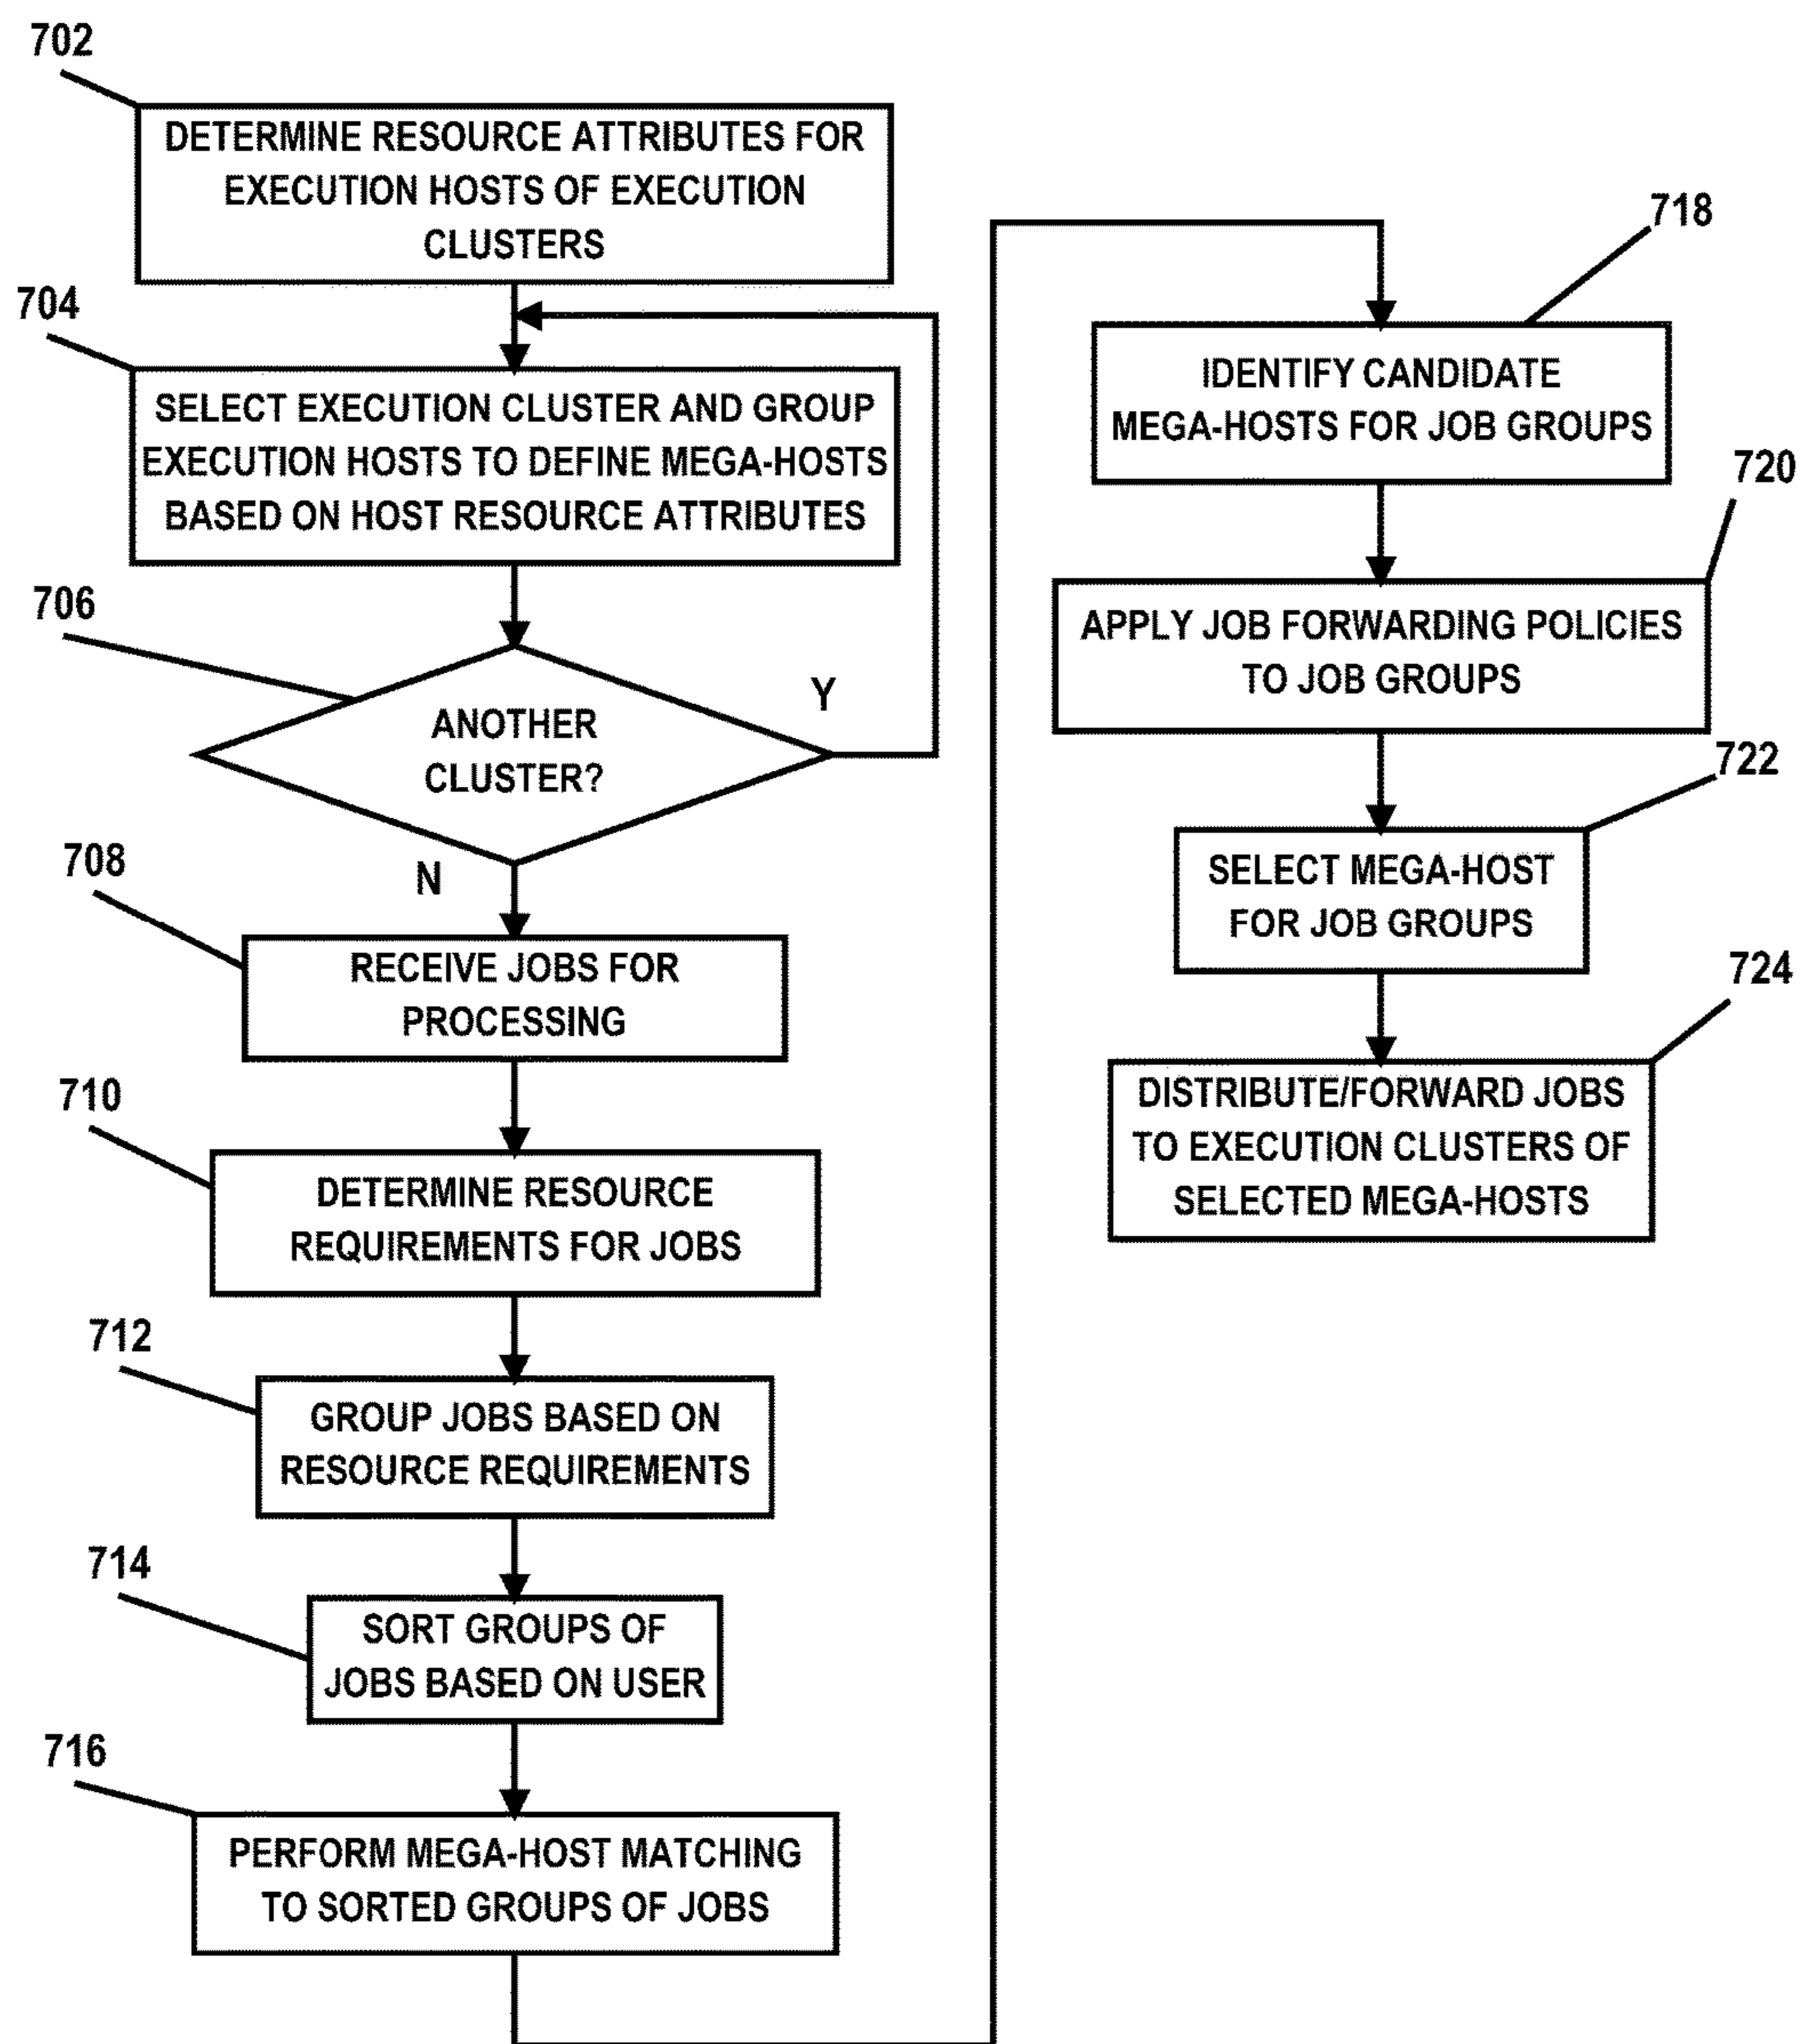 702
DETERMINE RESOURCE ATTRIBUTES FOR
EXECUTION HOSTS OF EXECUTION
CLUSTERS
704
SELECT EXECUTION CLUSTER AND GROUP
EXECUTION HOSTS TO DEFINE MEGA-HOSTS
BASED ON HOST RESOURCE ATTRIBUTES
706
ANOTHER
CLUSTER?
Y
N
708
RECEIVE JOBS FOR
PROCESSING
710
DETERMINE RESOURCE
REQUIREMENTS FOR JOBS
712
GROUP JOBS BASED ON
RESOURCE REQUIREMENTS
714
SORT GROUPS OF
JOBS BASED ON USER
716
PERFORM MEGA-HOST MATCHING
TO SORTED GROUPS OF JOBS
718
IDENTIFY CANDIDATE
MEGA-HOSTS FOR JOB GROUPS
720
APPLY JOB FORWARDING POLICIES
TO JOB GROUPS
722
SELECT MEGA-HOST
FOR JOB GROUPS
724
DISTRIBUTE/FORWARD JOBS
TO EXECUTION CLUSTERS OF
SELECTED MEGA-HOSTS